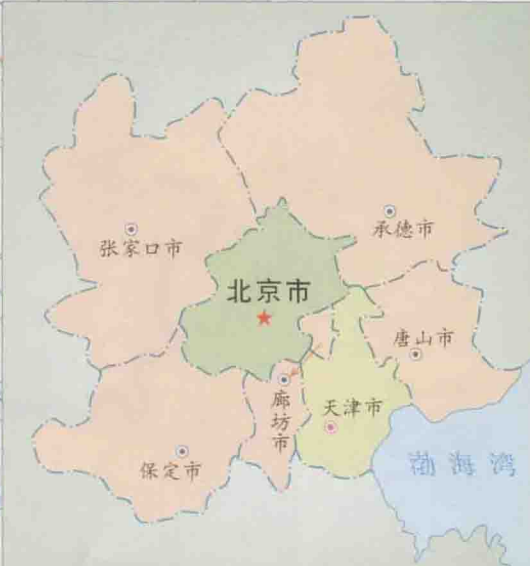 承德市
张家口市
北京市
唐山市
廊坊市
天津市
保定市
渤海湾